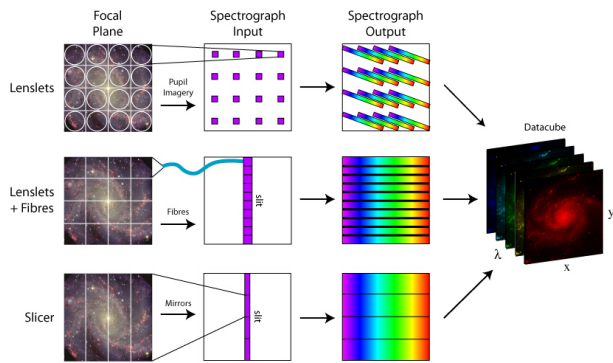 Focal
Plane
Spectrograph
Input
Spectrograph
Output
Lenslets
Pupil
Imagery
Datacube
Lenslets
+ Fibres
Fibres
slit
y
λ
x
Slicer
Mirrors
slit